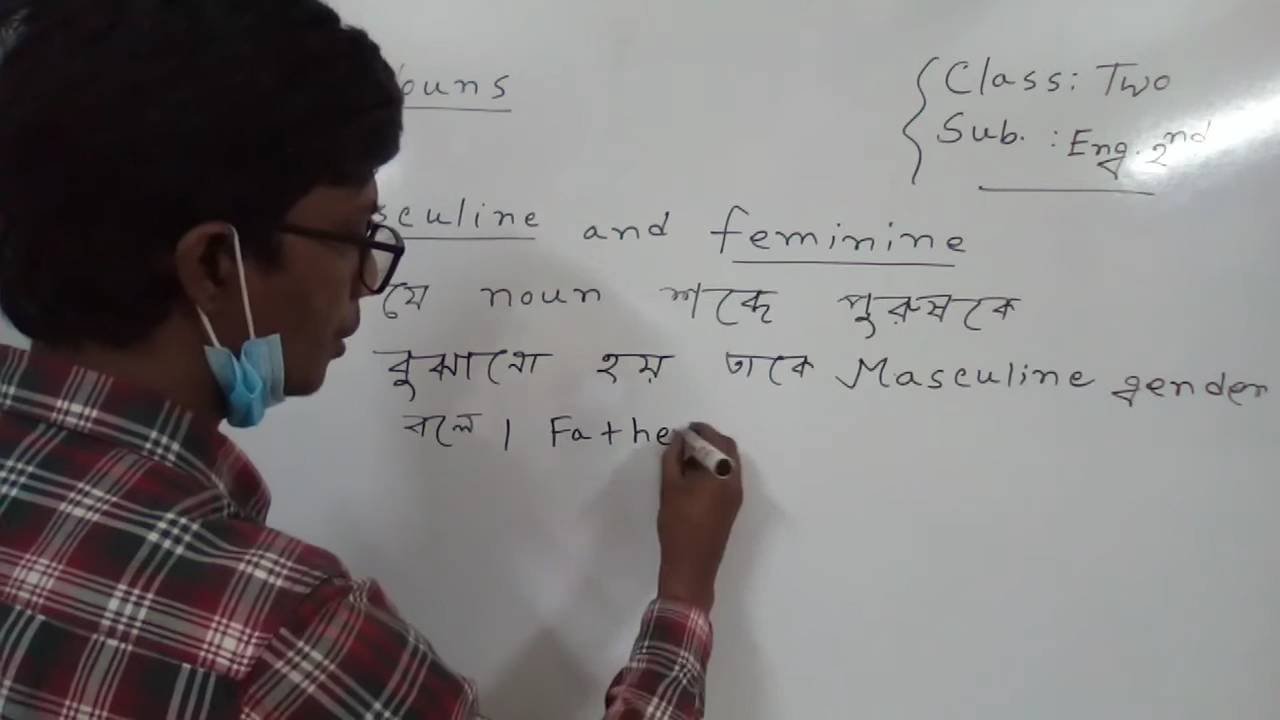 ouns
Class: Two
Sub. : Eng. 2nd
sculine and feminine
যে noun শব্দে পুরুষকে
বুঝানো হয় তাকে Masculine gender
বলে। Fathe